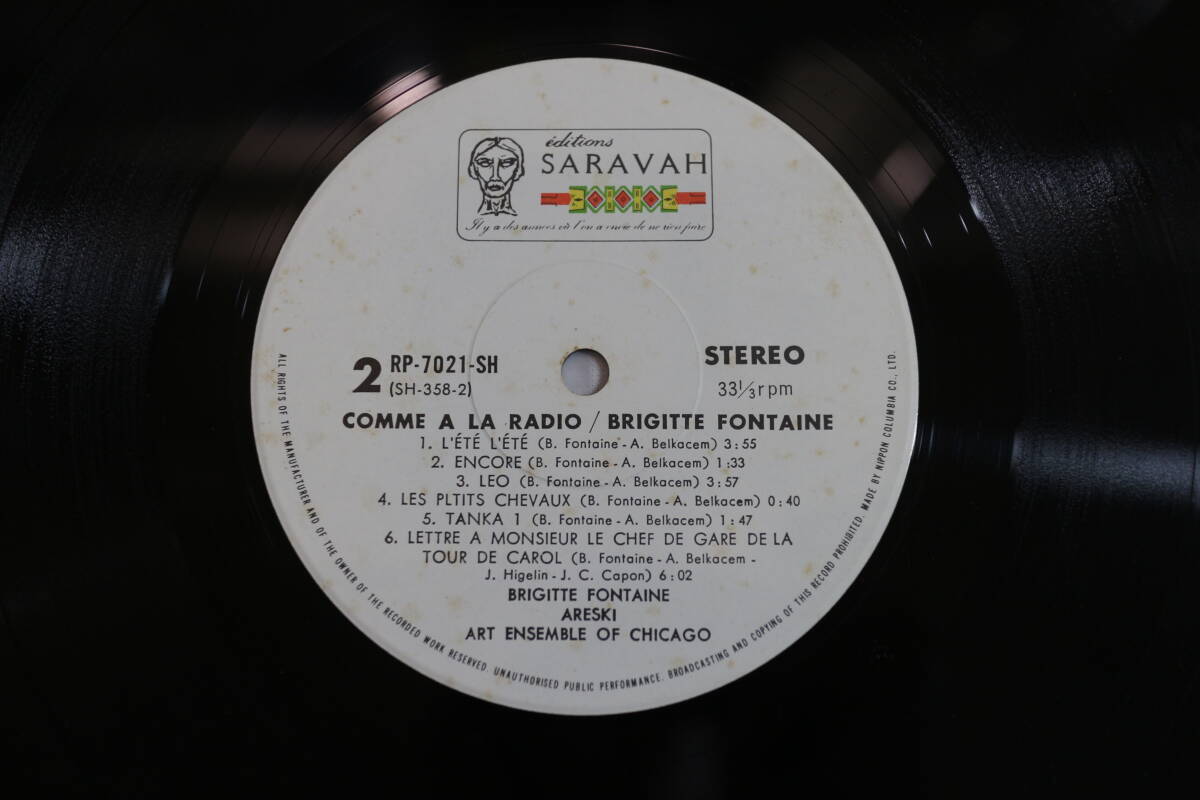 éditions
SARAVAH
Il y a des années où l'on a envie de ne rien faire
2 RP-7021-SH
(SH-358-2)
STEREO
33 1/3 rpm
COMME A LA RADIO / BRIGITTE FONTAINE
1. L'ÉTÉ L'ÉTÉ (B. Fontaine - A. Belkacem) 3:55
2. ENCORE (B. Fontaine - A. Belkacem) 1:33
3. LEO (B. Fontaine - A. Belkacem) 3:57
4. LES PLTITS CHEVAUX (B. Fontaine - A. Belkacem) 0:40
5. TANKA 1 (B. Fontaine - A. Belkacem) 1:47
6. LETTRE A MONSIEUR LE CHEF DE GARE DE LA
TOUR DE CAROL (B. Fontaine - A. Belkacem -
J. Higelin - J. C. Capon) 6:02
BRIGITTE FONTAINE
ARESKI
ART ENSEMBLE OF CHICAGO
ALL RIGHTS OF THE MANUFACTURER AND OF THE OWNER OF THE RECORDED WORK RESERVED. UNAUTHORISED PUBLIC PERFORMANCE, BROADCASTING AND COPYING OF THIS RECORD PROHIBITED. MADE BY NIPPON COLUMBIA CO., LTD.